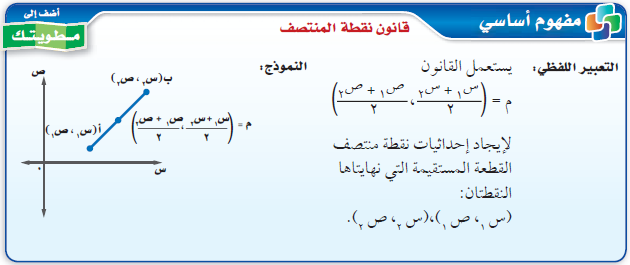 أضف إلى
مطويتك
مفهوم أساسي
قانون نقطة المنتصف
التعبير اللفظي: يستعمل القانون
م = (س١ + س٢ / ٢ ، ص١ + ص٢ / ٢)
لإيجاد إحداثيات نقطة منتصف
القطعة المستقيمة التي نهايتاها
النقطتان:
(س١، ص١)،(س٢، ص٢).
النموذج:
ص
ب(س٢، ص٢)
م = (س١ + س٢ / ٢ ، ص١ + ص٢ / ٢)
أ(س١، ص١)
س
٠